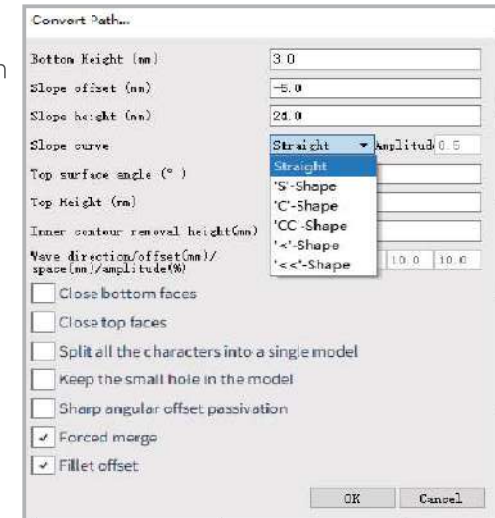 n
Convert Path...
Bottom Height (mm) 3.0
Slope offset (mm) -5.0
Slope height (mm) 20.0
Slope curve Straight Amplitud 0.5
Straight
Top surface angle (° )
'S'-Shape
Top Height (mm)
'C'-Shape
'CC'-Shape
Inner contour removal height(mm)
'<'-Shape
Wave direction/offset(mm)/
space(mm)/amplitude(%)
'<<'-Shape 10.0 10.0
Close bottom faces
Close top faces
Split all the characters into a single model
Keep the small hole in the model
Sharp angular offset passivation
Forced merge
Fillet offset
OK Cancel